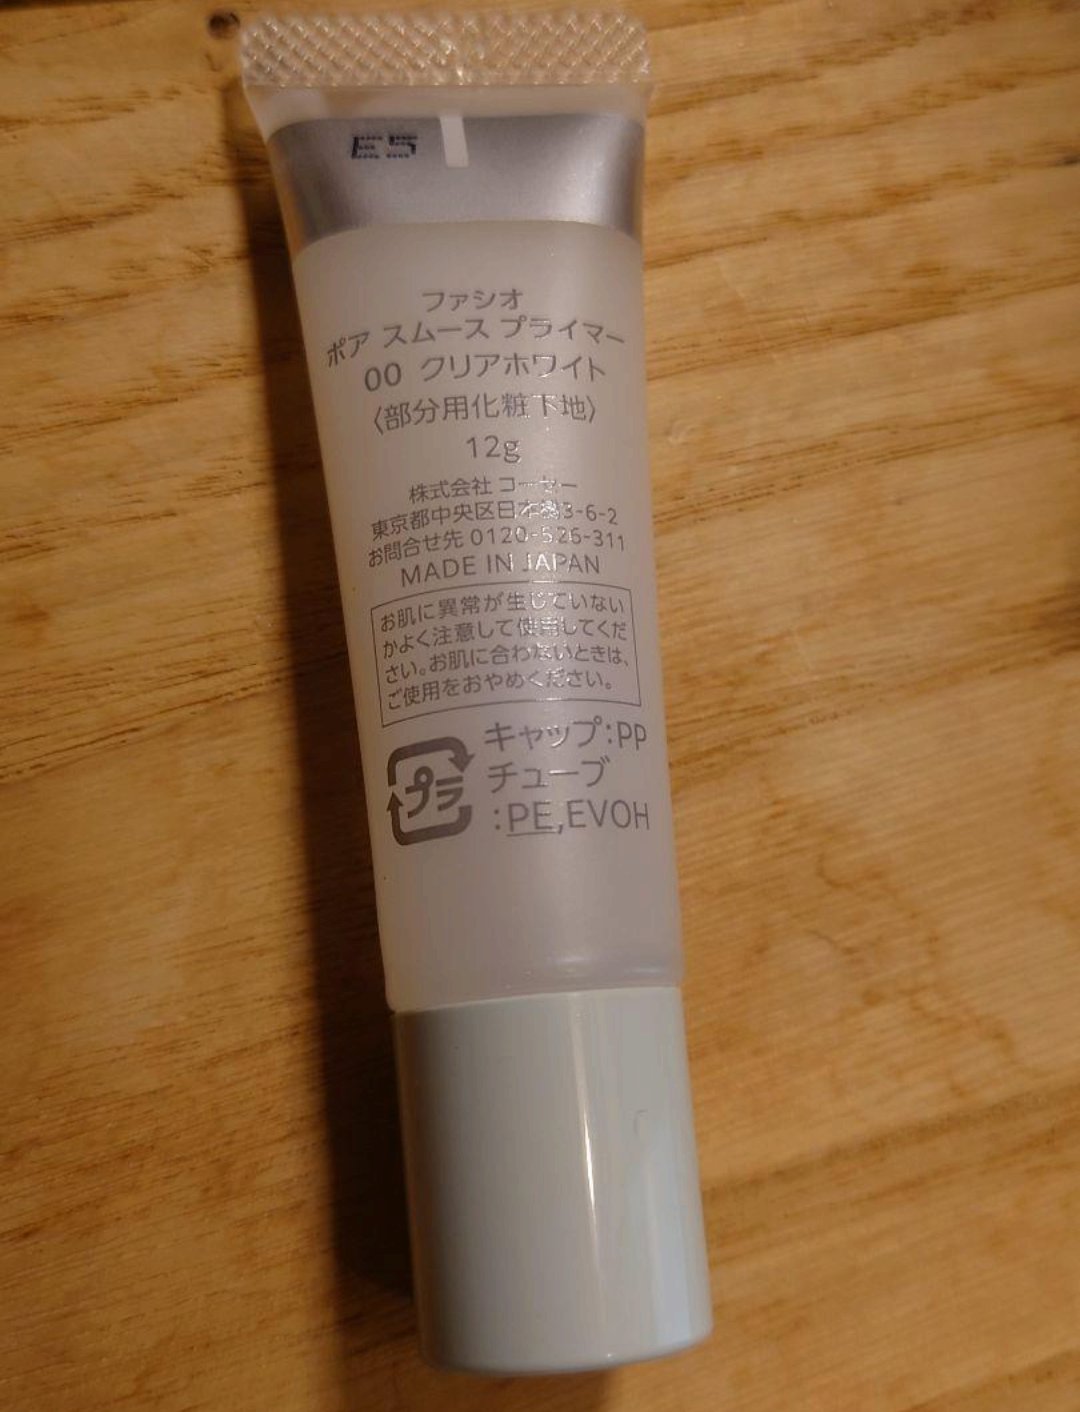 E5
ファシオ
ポア スムース プライマー
00 クリアホワイト
〈部分用化粧下地〉
12g
株式会社 コーセー
東京都中央区日本橋3-6-2
お問合せ先 0120-526-311
MADE IN JAPAN
お肌に異常が生じていない
かよく注意して使用してくだ
さい。お肌に合わないときは、
ご使用をおやめください。
プラ
キャップ:PP
チューブ
:PE,EVOH